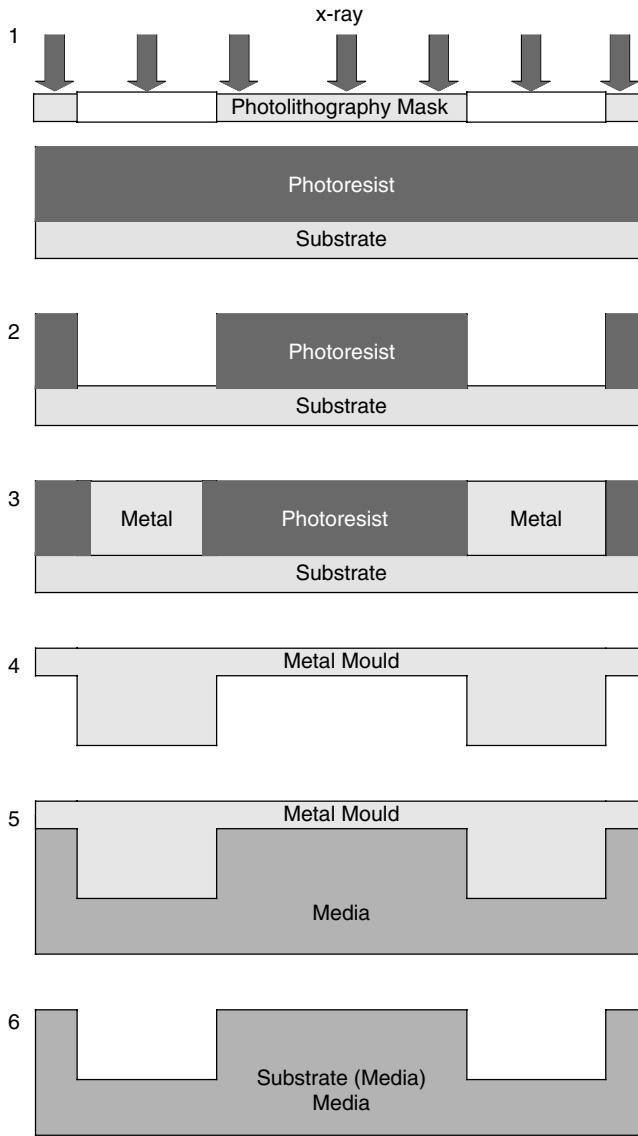 x-ray
1
Photolithography Mask
Photoresist
Substrate
2
Photoresist
Substrate
3
Metal Photoresist Metal
Substrate
4
Metal Mould
5
Metal Mould
Media
6
Substrate (Media)
Media